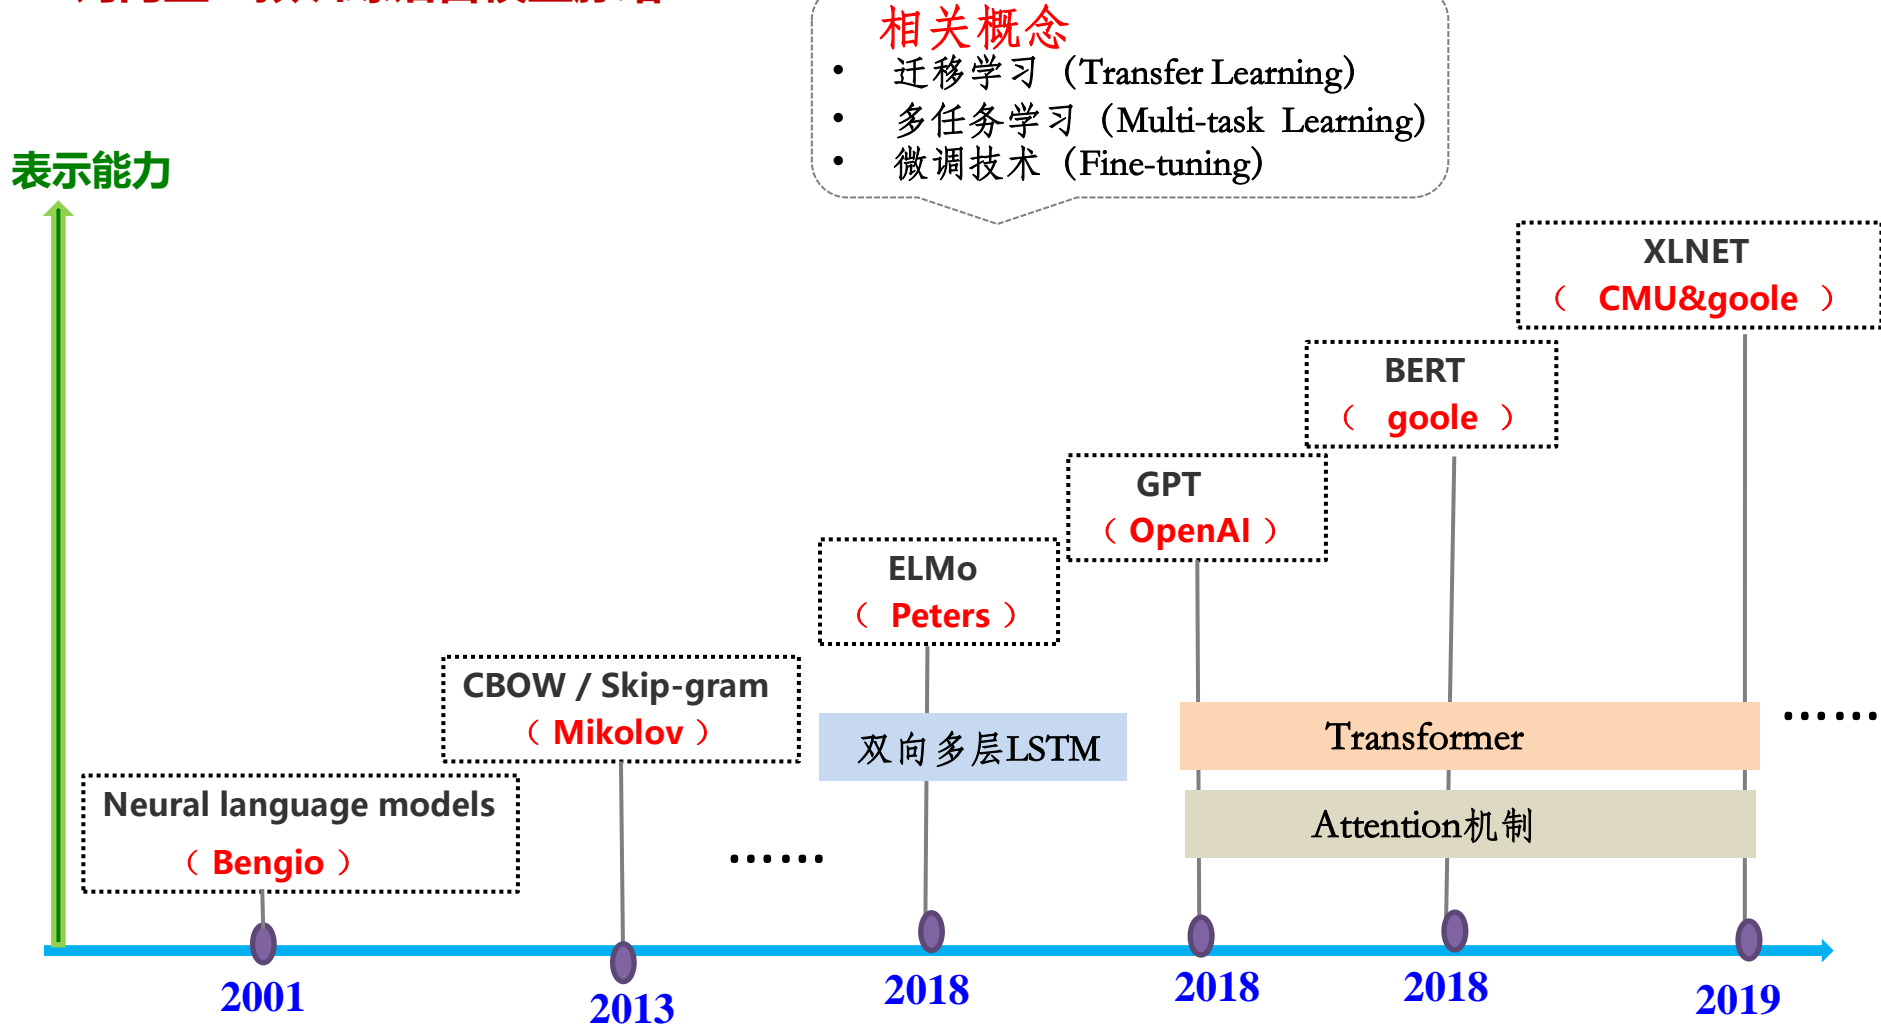 相关概念
• 迁移学习（Transfer Learning）
• 多任务学习（Multi-task Learning）
• 微调技术（Fine-tuning）
表示能力
XLNET
（ CMU&goole ）
BERT
（ goole ）
GPT
（ OpenAI ）
ELMo
（ Peters ）
CBOW / Skip-gram
（ Mikolov ）
Neural language models
（ Bengio ）
双向多层LSTM
Transformer
……
Attention机制
……
2001
2013
2018
2018
2018
2019